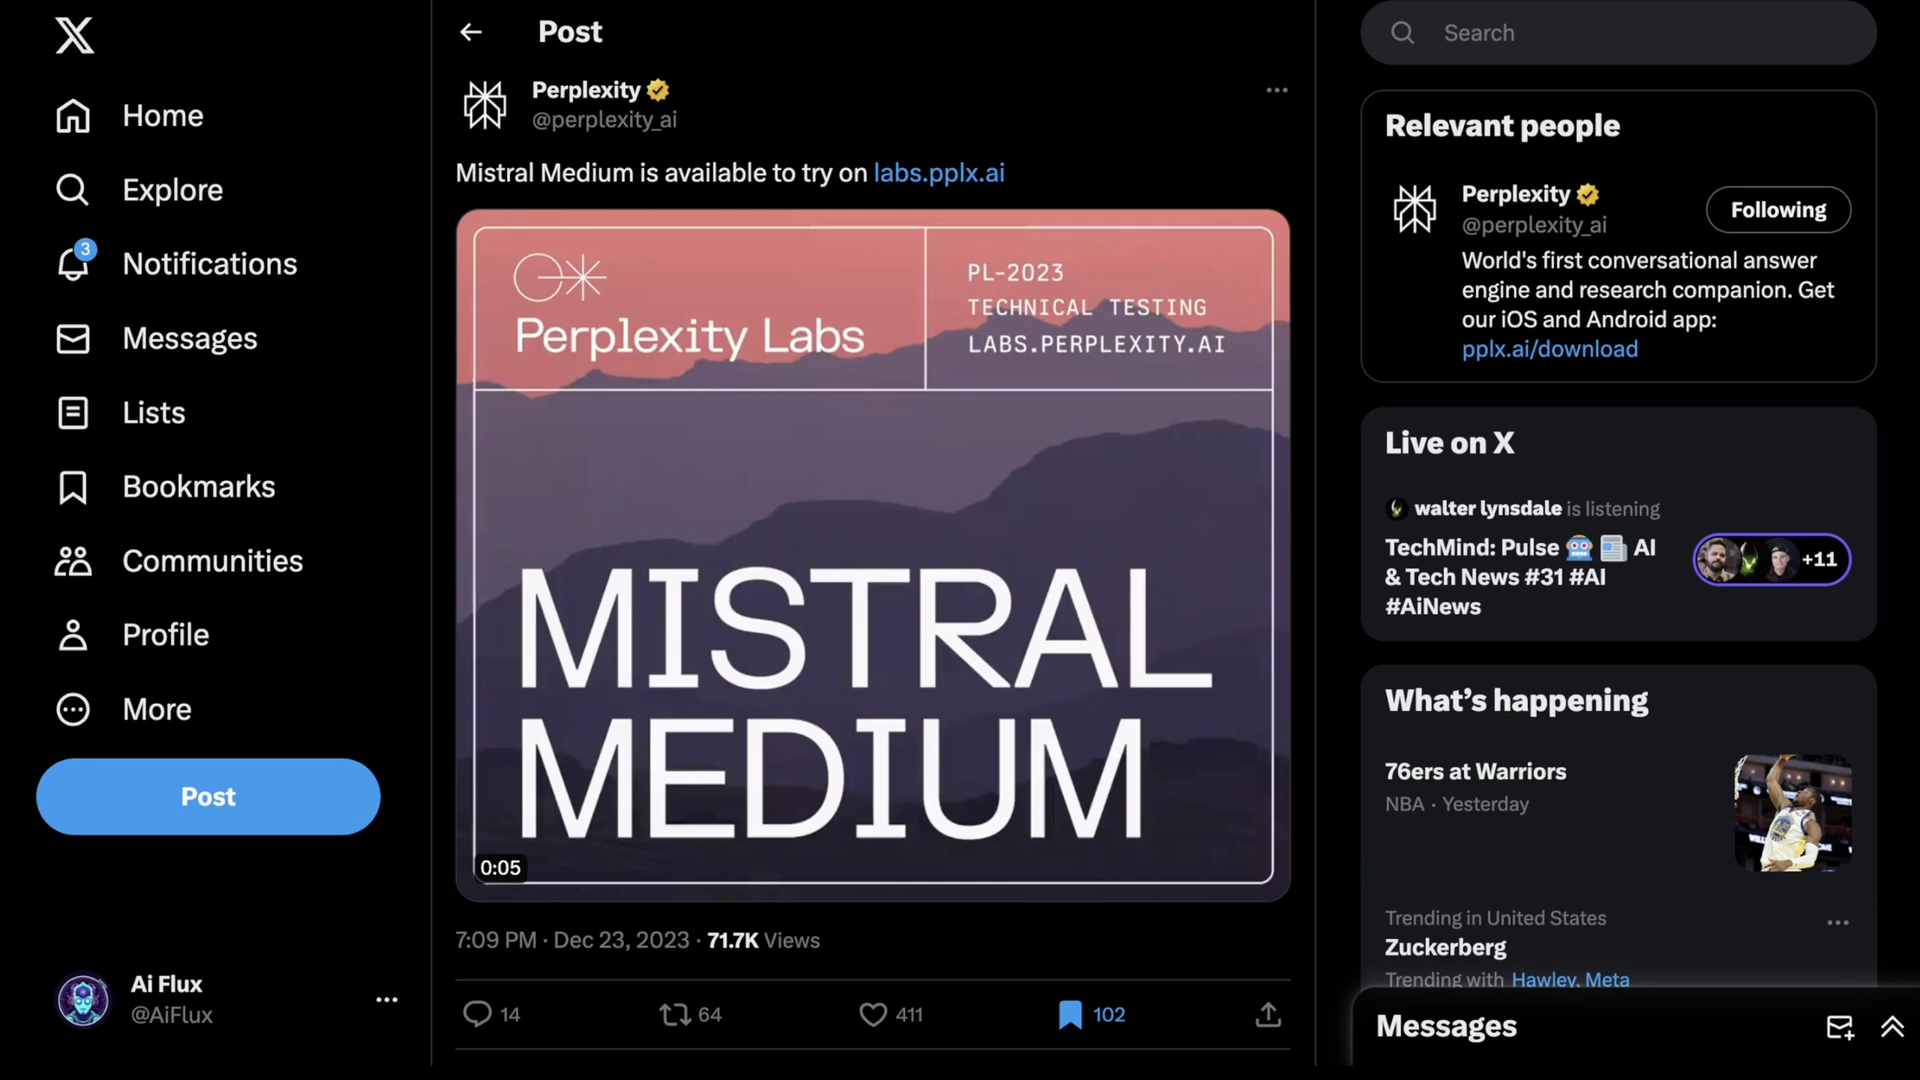 Home
Explore
3
Notifications
Messages
Lists
Bookmarks
Communities
Profile
More
Post
Ai Flux
@AiFlux
Post
Perplexity
@perplexity_ai
Mistral Medium is available to try on labs.pplx.ai
Perplexity Labs
PL-2023
TECHNICAL TESTING
LABS.PERPLEXITY.AI
MISTRAL
MEDIUM
0:05
7:09 PM · Dec 23, 2023 · 71.7K Views
14
64
411
102
Search
Relevant people
Perplexity
@perplexity_ai
Following
World's first conversational answer
engine and research companion. Get
our iOS and Android app:
pplx.ai/download
Live on X
walter lynsdale is listening
TechMind: Pulse 🤖 📰 AI
& Tech News #31 #AI
#AiNews
+11
What’s happening
76ers at Warriors
NBA · Yesterday
Trending in United States
Zuckerberg
Trending with Hawley, Meta
Messages